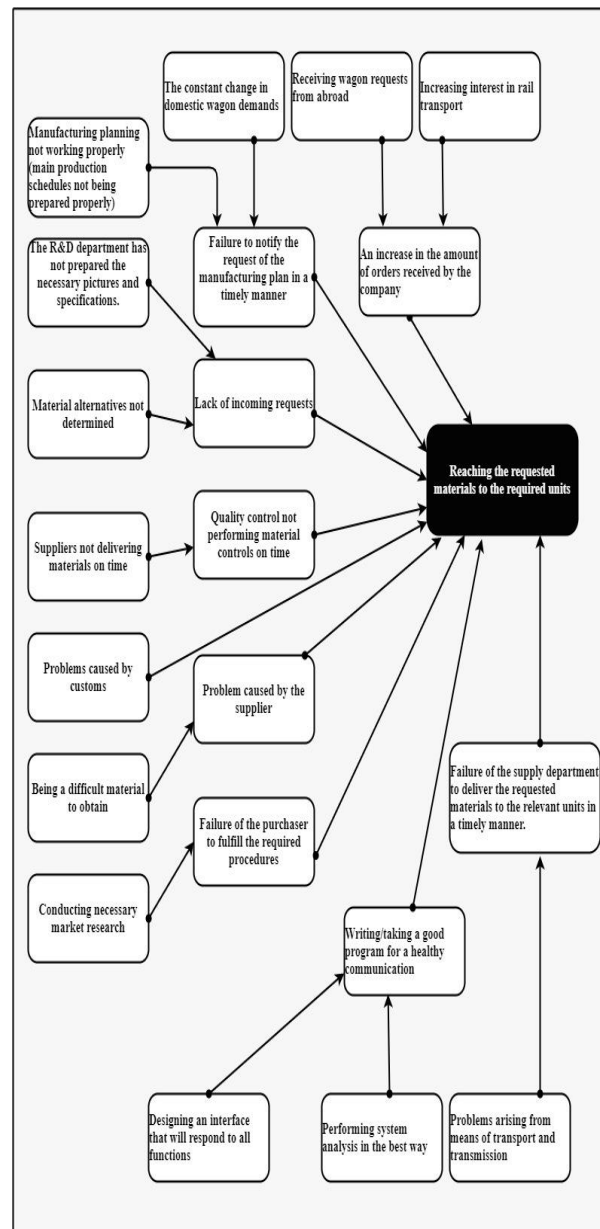 The constant change in
domestic wagon demands
Receiving wagon requests
from abroad
Increasing interest in rail
transport
Manufacturing planning
not working properly
(main production
schedules not being
prepared properly)
The R&D department has
not prepared the
necessary pictures and
specifications.
Failure to notify the
request of the
manufacturing plan in a
timely manner
An increase in the amount
of orders received by the
company
Material alternatives not
determined
Lack of incoming requests
Reaching the requested
materials to the required units
Suppliers not delivering
materials on time
Quality control not
performing material
controls on time
Problems caused by
customs
Problem caused by the
supplier
Being a difficult material
to obtain
Failure of the purchaser
to fulfill the required
procedures
Failure of the supply department
to deliver the requested
materials to the relevant units in
a timely manner.
Conducting necessary
market research
Writing/taking a good
program for a healthy
communication
Designing an interface
that will respond to all
functions
Performing system
analysis in the best way
Problems arising from
means of transport and
transmission